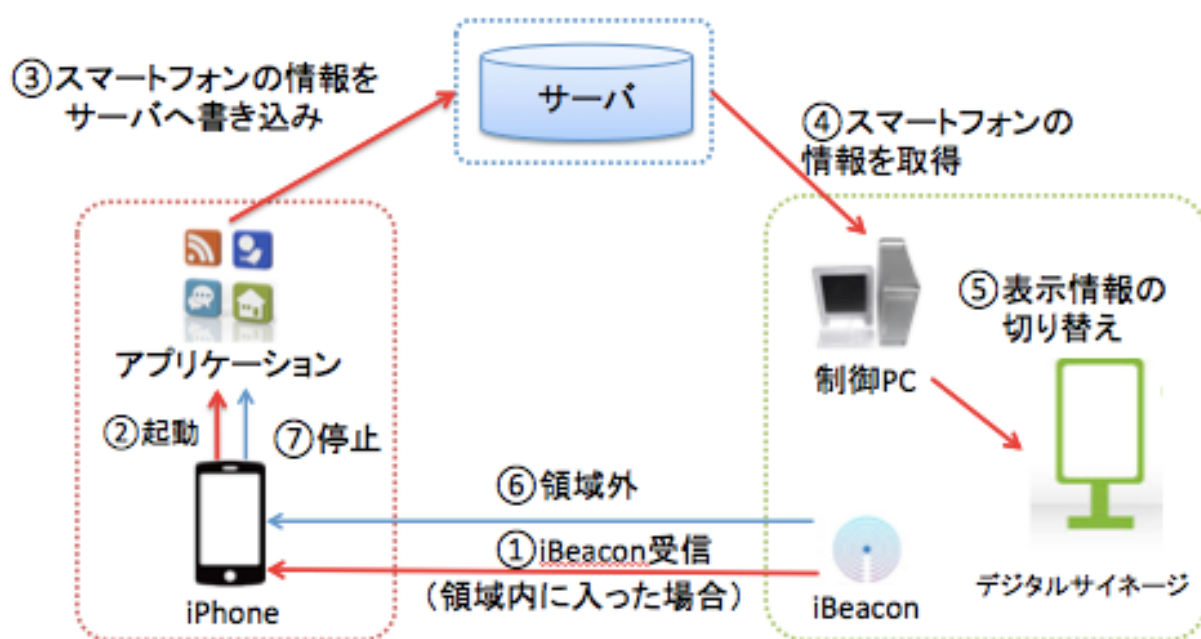 ③スマートフォンの情報を
サーバへ書き込み
サーバ
④スマートフォンの
情報を取得
アプリケーション
制御PC
⑤表示情報の
切り替え
②起動
⑦停止
⑥領域外
①iBeacon受信
（領域内に入った場合）
iPhone
iBeacon
デジタルサイネージ